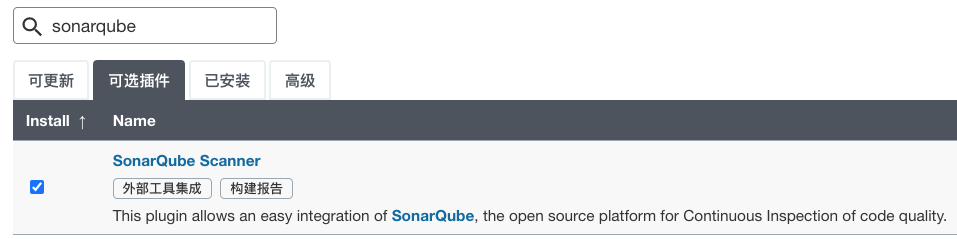 sonarqube
可更新 可选插件 已安装 高级
Install ↑ Name
SonarQube Scanner
外部工具集成 构建报告
This plugin allows an easy integration of SonarQube, the open source platform for Continuous Inspection of code quality.